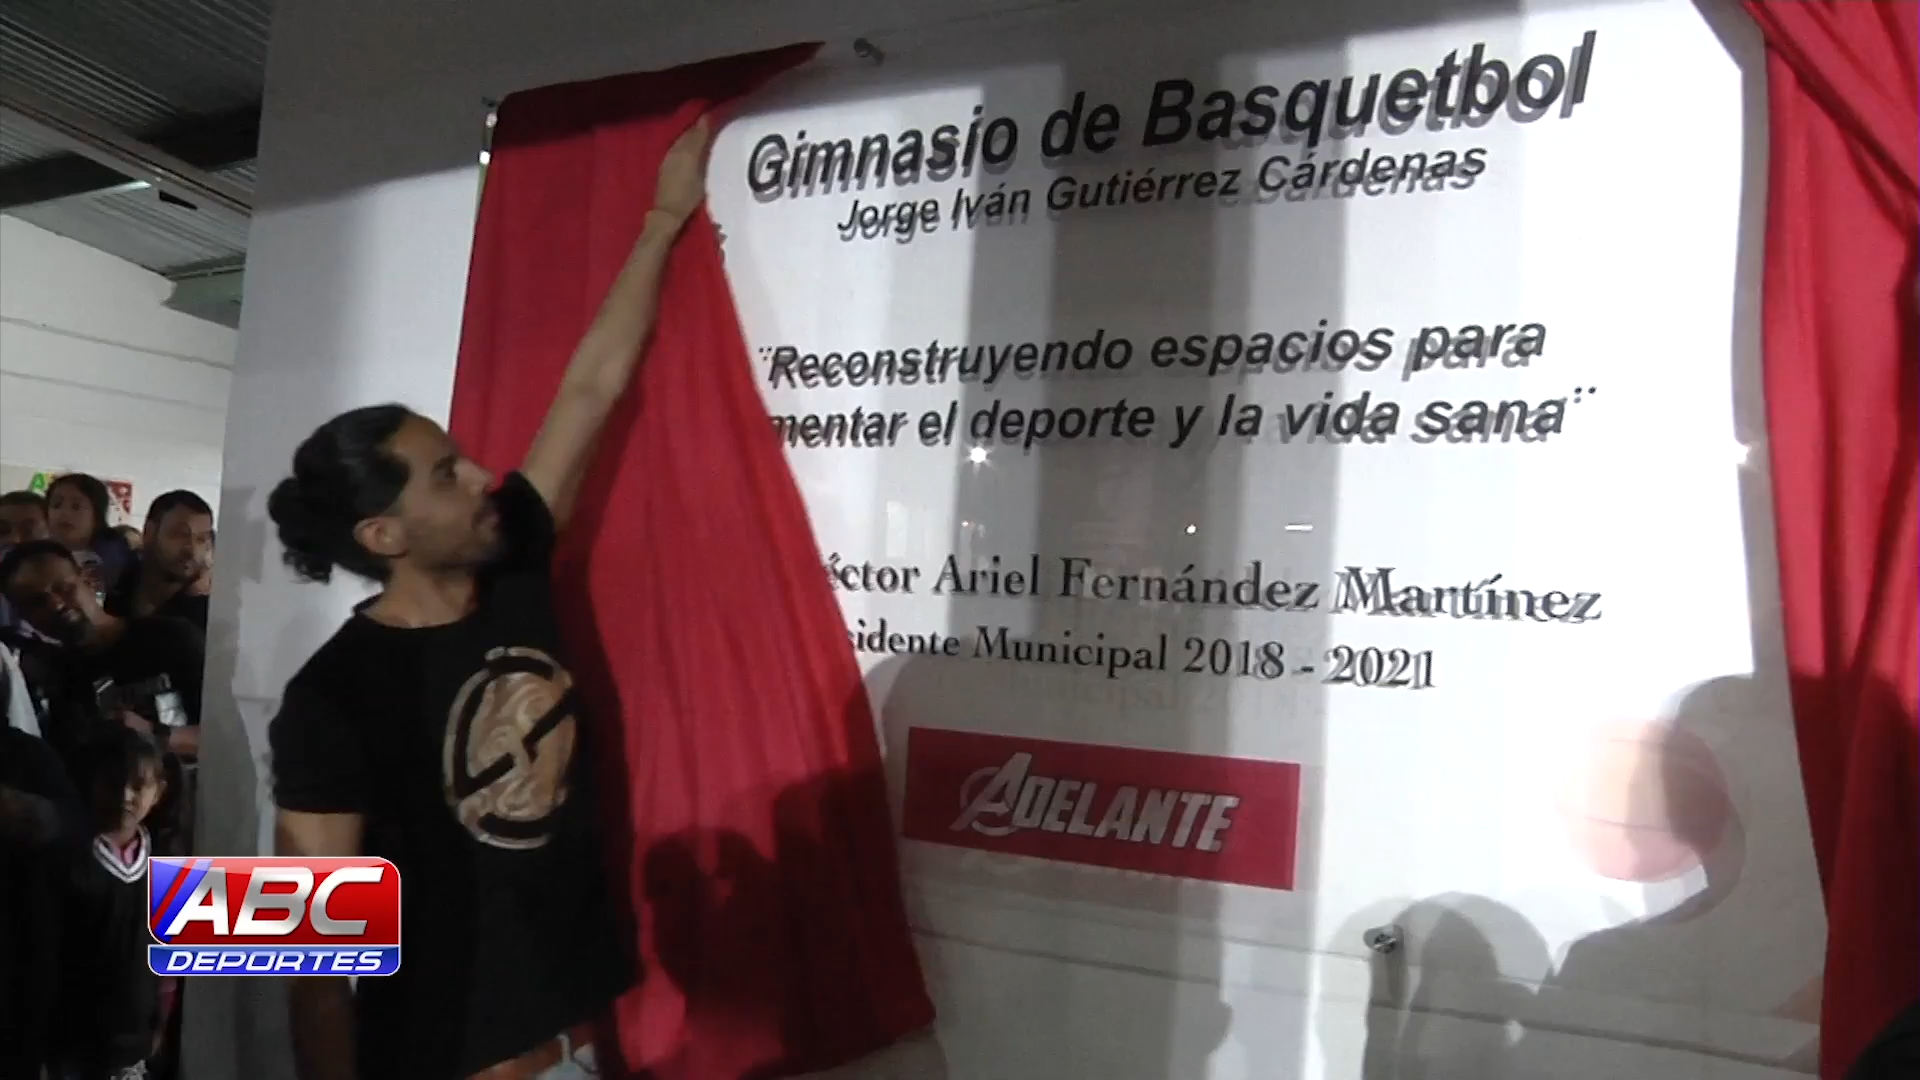 Gimnasio de Basquetbol
Jorge Iván Gutiérrez Cárdenas
¨Reconstruyendo espacios para
mentar el deporte y la vida sana¨
íctor Ariel Fernández Martínez
sidente Municipal 2018 - 2021
ADELANTE
ABC
DEPORTES